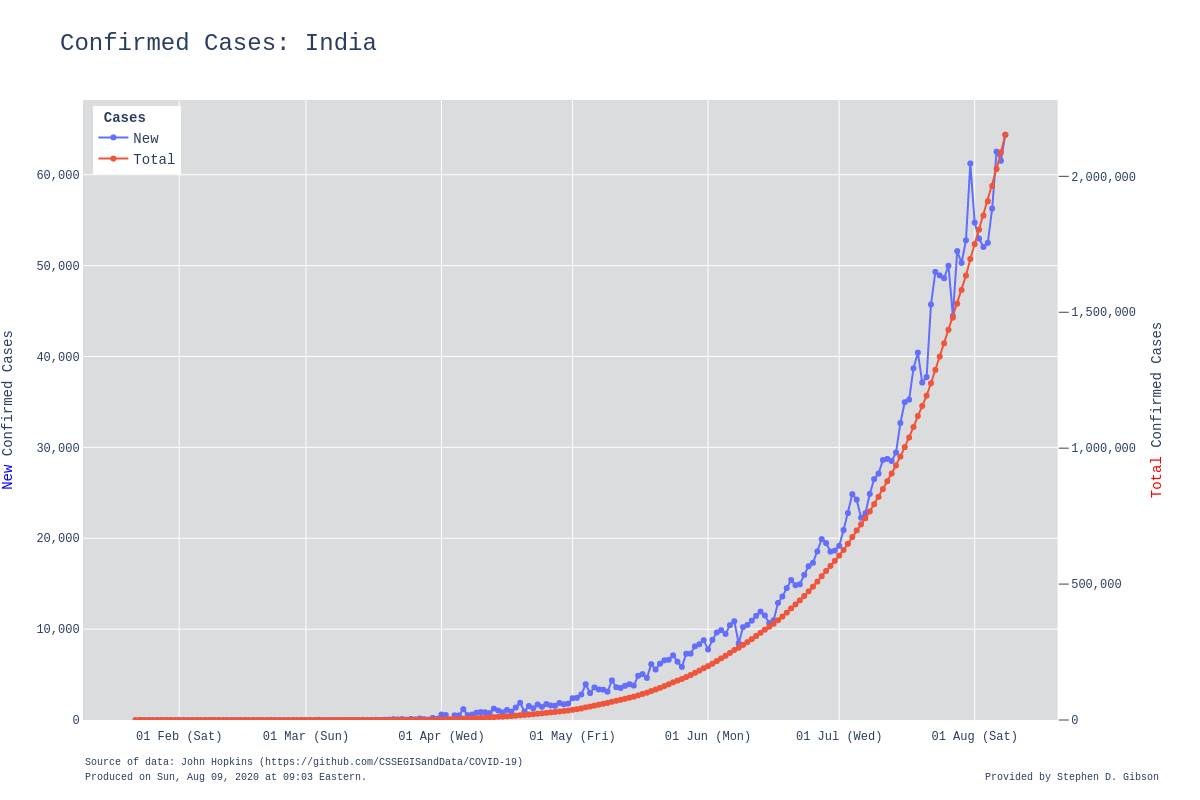 Confirmed Cases: India
Cases
New
Total
60,000
50,000
40,000
30,000
20,000
10,000
0
New Confirmed Cases
2,000,000
1,500,000
1,000,000
500,000
0
Total Confirmed Cases
01 Feb (Sat)
01 Mar (Sun)
01 Apr (Wed)
01 May (Fri)
01 Jun (Mon)
01 Jul (Wed)
01 Aug (Sat)
Source of data: John Hopkins (https://github.com/CSSEGISandData/COVID-19)
Produced on Sun, Aug 09, 2020 at 09:03 Eastern.
Provided by Stephen D. Gibson